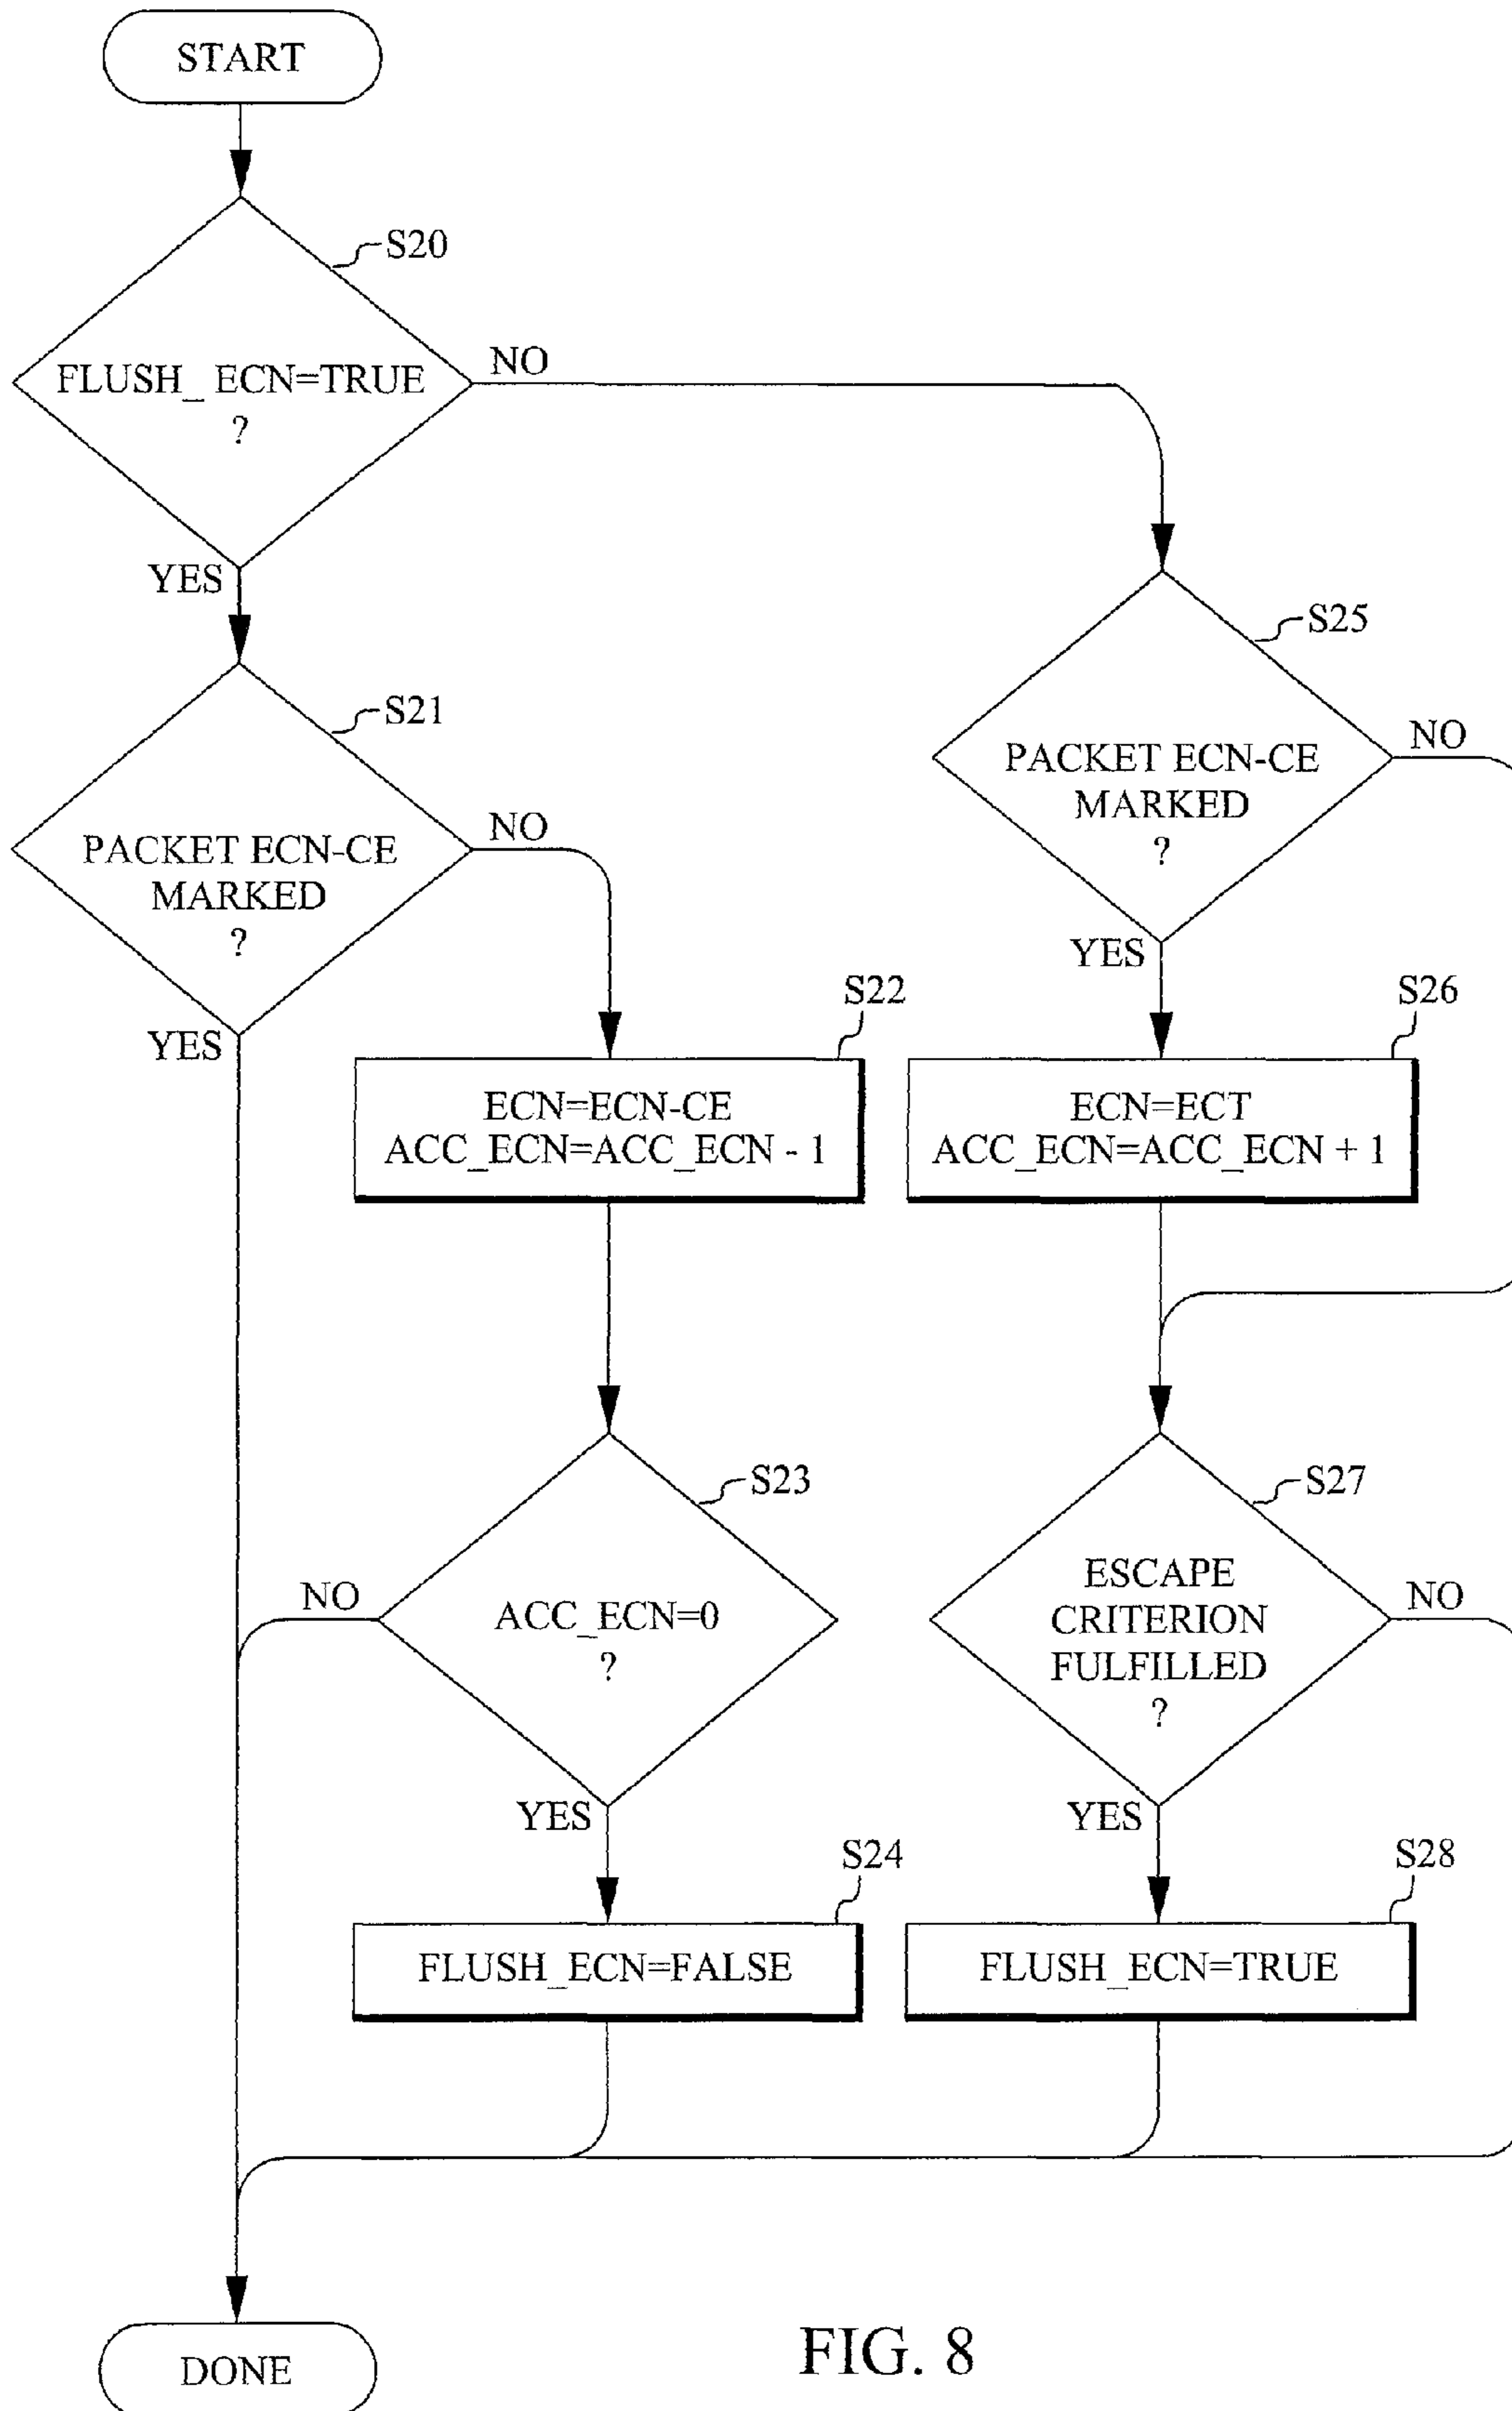 START
S20
FLUSH_ ECN=TRUE
?
NO
YES
S21
PACKET ECN-CE
MARKED
?
NO
YES
S22
ECN=ECN-CE
ACC_ECN=ACC_ECN - 1
S23
ACC_ECN=0
?
NO
YES
S24
FLUSH_ECN=FALSE
S25
PACKET ECN-CE
MARKED
?
NO
YES
S26
ECN=ECT
ACC_ECN=ACC_ECN + 1
S27
ESCAPE
CRITERION
FULFILLED
?
NO
YES
S28
FLUSH_ECN=TRUE
DONE
FIG. 8